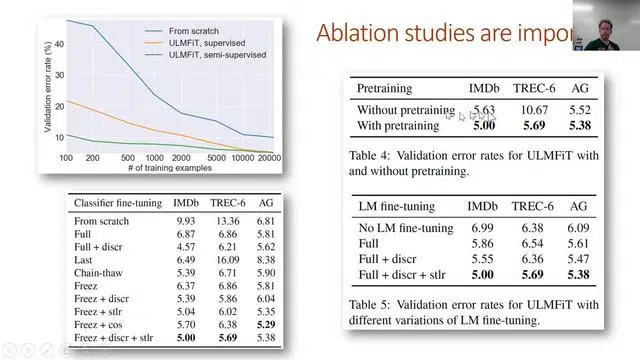 Ablation studies are impor
Validation error rate (%)
40
30
20
10
From scratch
ULMFiT, supervised
ULMFiT, semi-supervised
100 200 500 1000 2000 5000 10000 20000
# of training examples
Classifier fine-tuning IMDb TREC-6 AG
From scratch 9.93 13.36 6.81
Full 6.87 6.86 5.81
Full + discr 4.57 6.21 5.62
Last 6.49 16.09 8.38
Chain-thaw 5.39 6.71 5.90
Freez 6.37 6.86 5.81
Freez + discr 5.39 5.86 6.04
Freez + stlr 5.04 6.02 5.35
Freez + cos 5.70 6.38 5.29
Freez + discr + stlr 5.00 5.69 5.38
Pretraining IMDb TREC-6 AG
Without pretraining 5.63 10.67 5.52
With pretraining 5.00 5.69 5.38
Table 4: Validation error rates for ULMFiT with
and without pretraining.
LM fine-tuning IMDb TREC-6 AG
No LM fine-tuning 6.99 6.38 6.09
Full 5.86 6.54 5.61
Full + discr 5.55 6.36 5.47
Full + discr + stlr 5.00 5.69 5.38
Table 5: Validation error rates for ULMFiT with
different variations of LM fine-tuning.